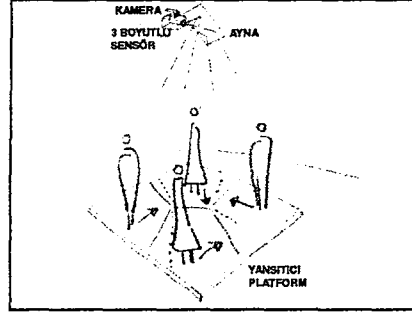 KAMERA
3 BOYUTLU
SENSÖR
AYNA
YANSITICI
PLATFORM